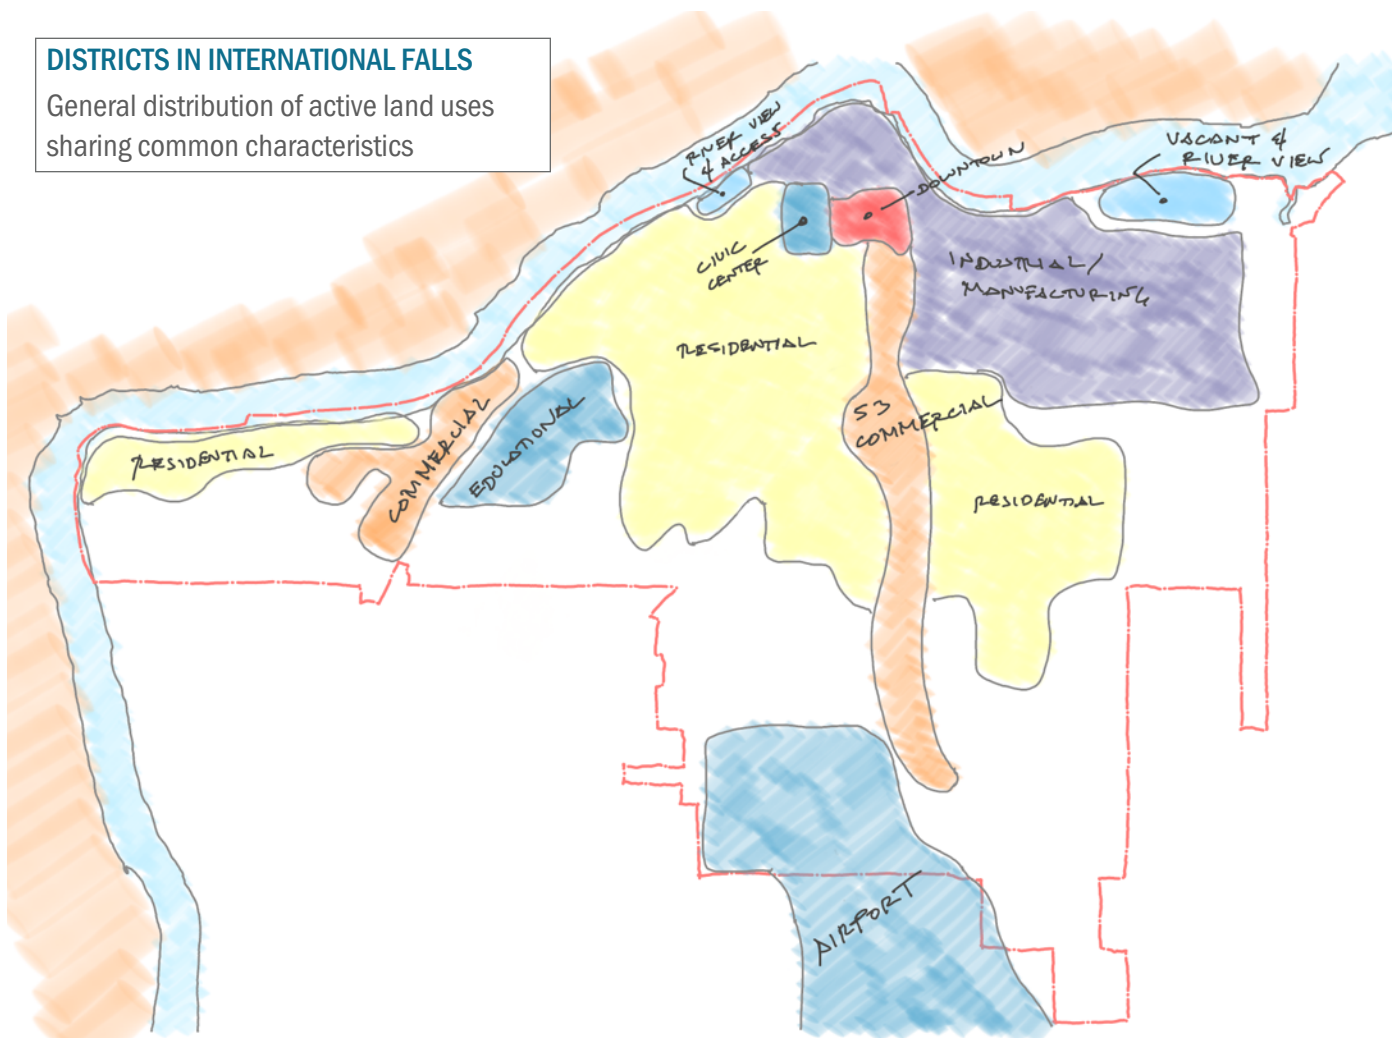 DISTRICTS IN INTERNATIONAL FALLS
General distribution of active land uses
sharing common characteristics
RIVER VIEW
& ACCESS
DOWNTOWN
VACANT &
RIVER VIEW
CIVIC
CENTER
INDUSTRIAL/
MANUFACTURING
RESIDENTIAL
53
COMMERCIAL
RESIDENTIAL
COMMERCIAL
EDUCATIONAL
RESIDENTIAL
AIRPORT